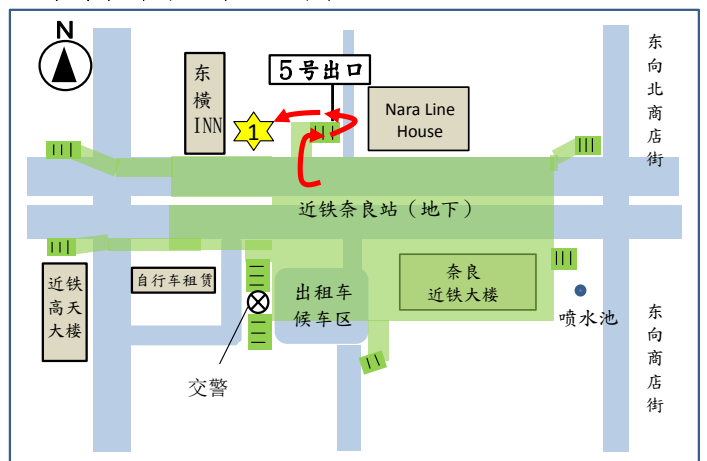 N
东
橫
INN
1
5号出口
Nara Line
House
东
向
北
商
店
街
近铁奈良站（地下）
近铁
高天
大楼
自行车租赁
出租车
候车区
奈良
近铁大楼
喷水池
交警
东
向
商
店
街